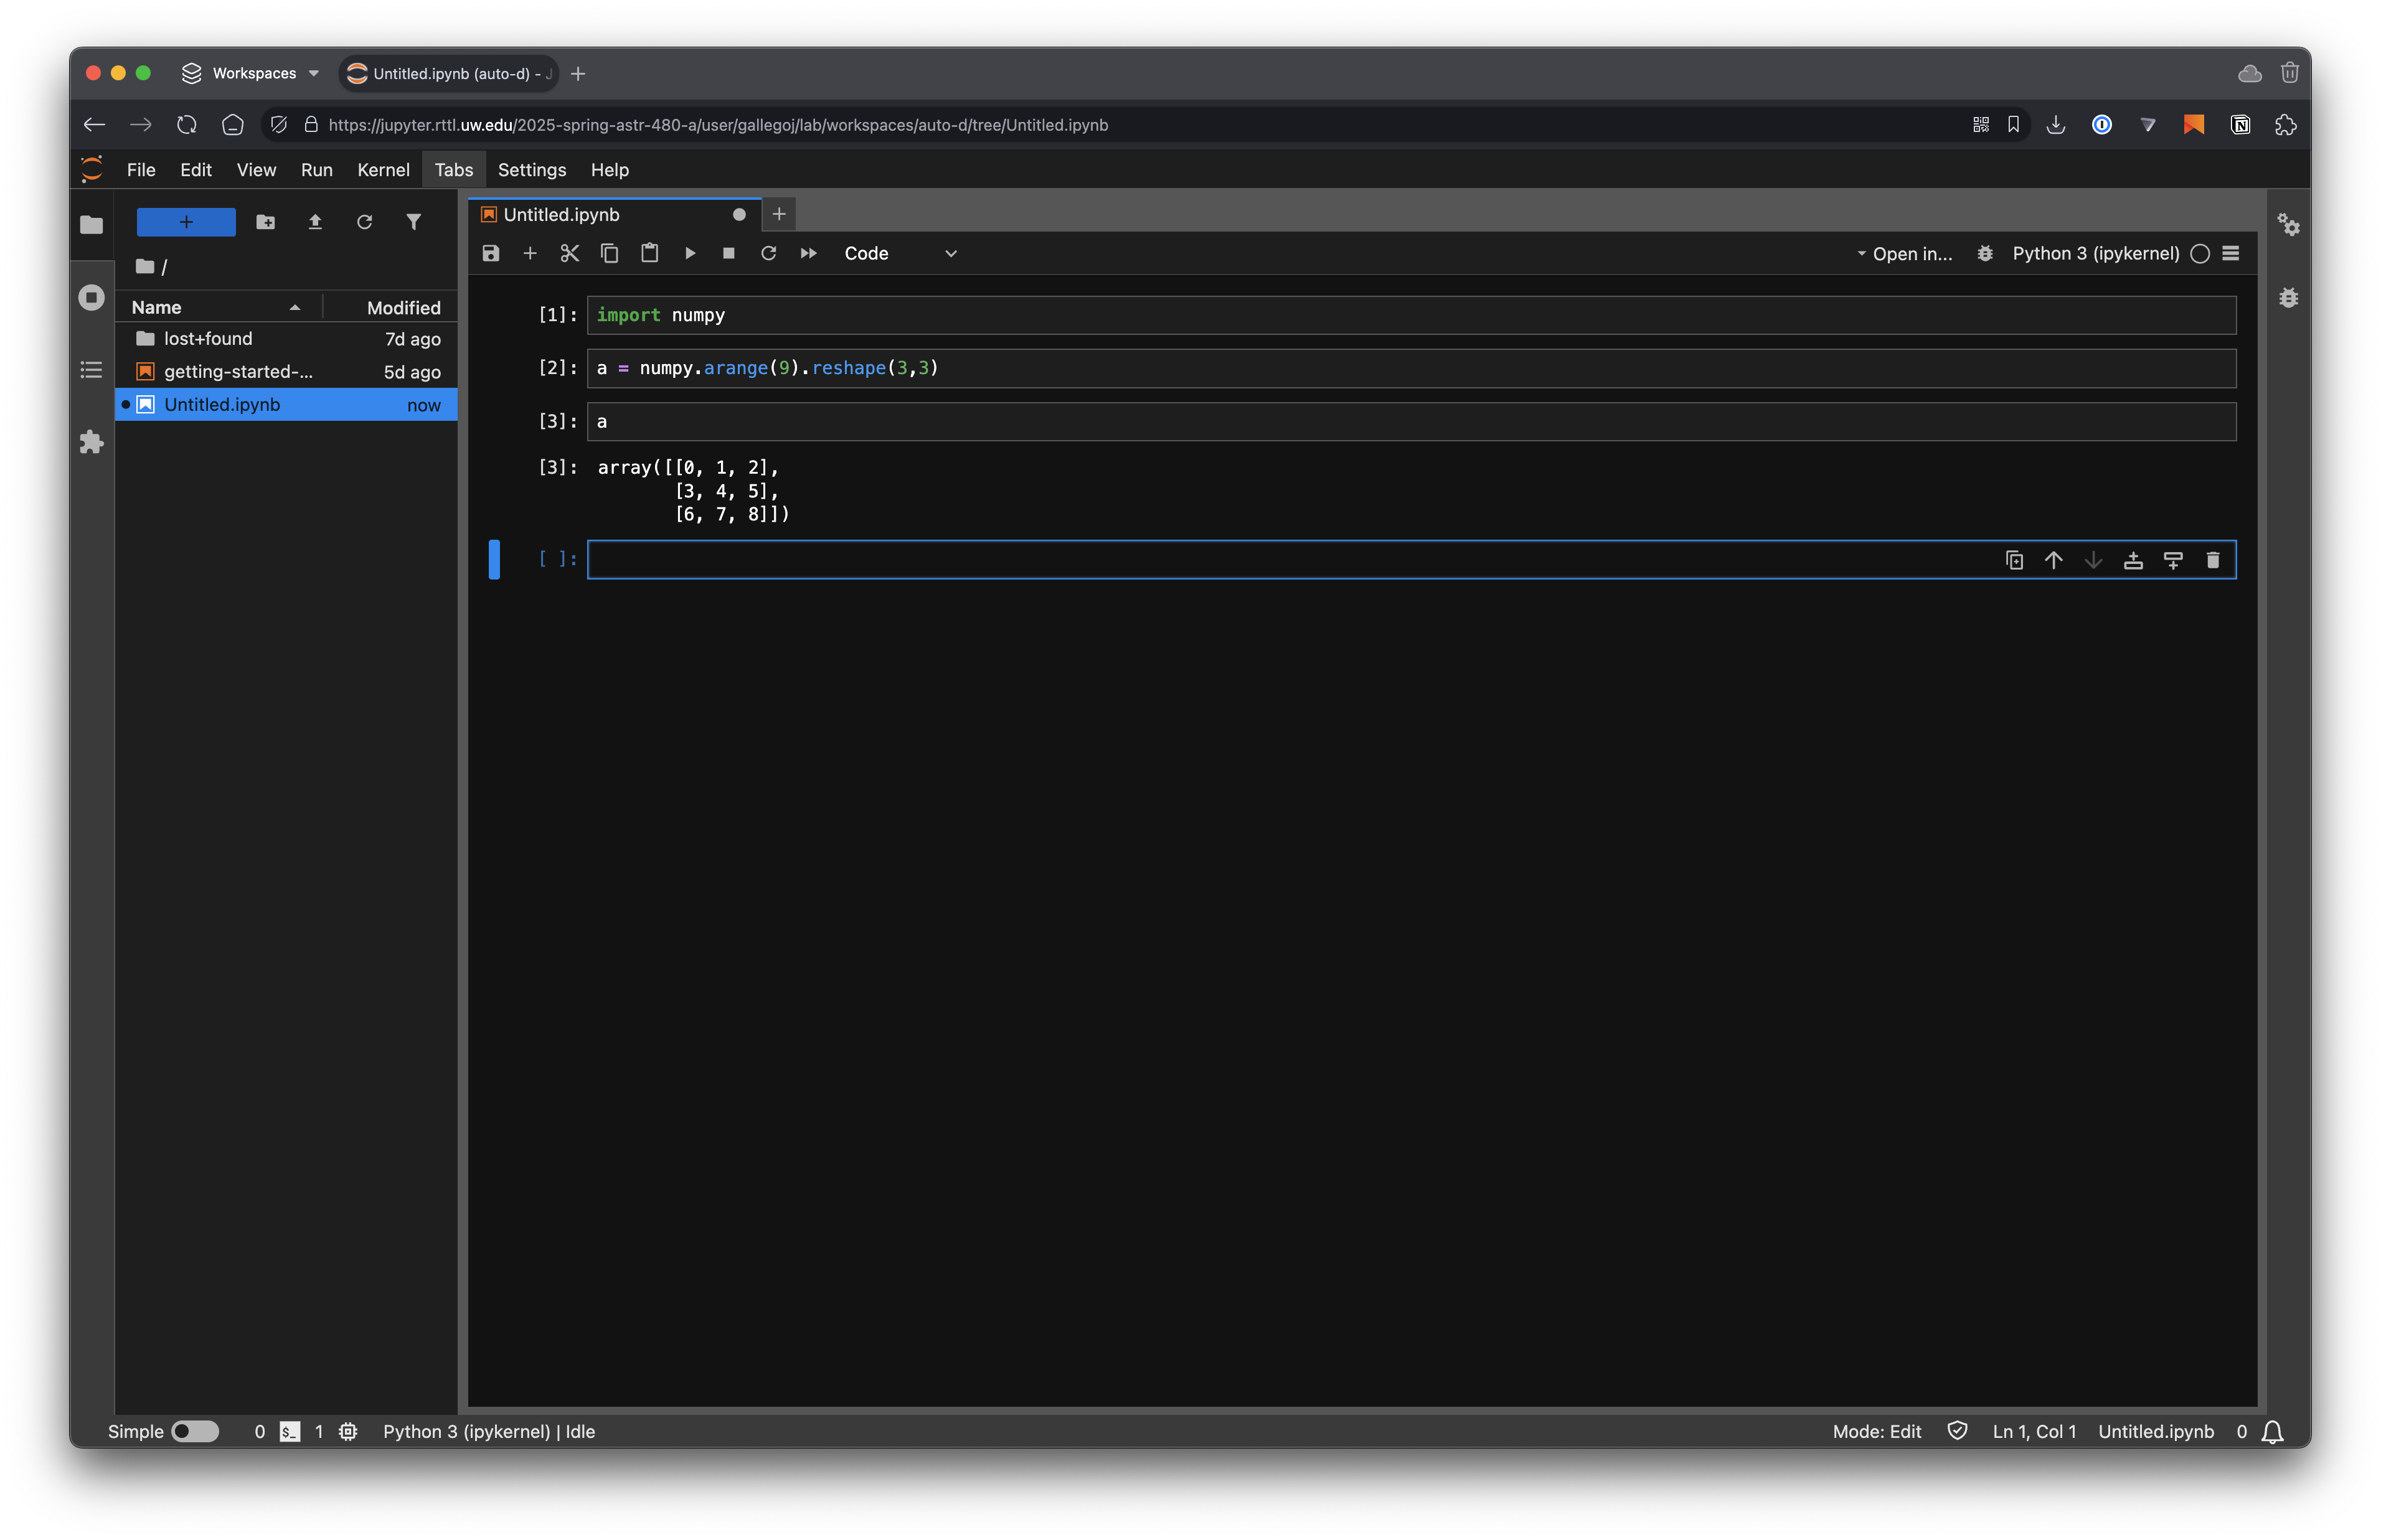 Workspaces
Untitled.ipynb (auto-d) - J
https://jupyter.rttl.uw.edu/2025-spring-astr-480-a/user/gallegoj/lab/workspaces/auto-d/tree/Untitled.ipynb
File Edit View Run Kernel Tabs Settings Help
Untitled.ipynb
Code
Open in...
Python 3 (ipykernel)
/
Name Modified
lost+found 7d ago
getting-started-... 5d ago
Untitled.ipynb now
[1]: import numpy
[2]: a = numpy.arange(9).reshape(3,3)
[3]: a
[3]: array([[0, 1, 2],
[3, 4, 5],
[6, 7, 8]])
[ ]:
Simple 0 $_ 1 Python 3 (ipykernel) | Idle
Mode: Edit Ln 1, Col 1 Untitled.ipynb 0